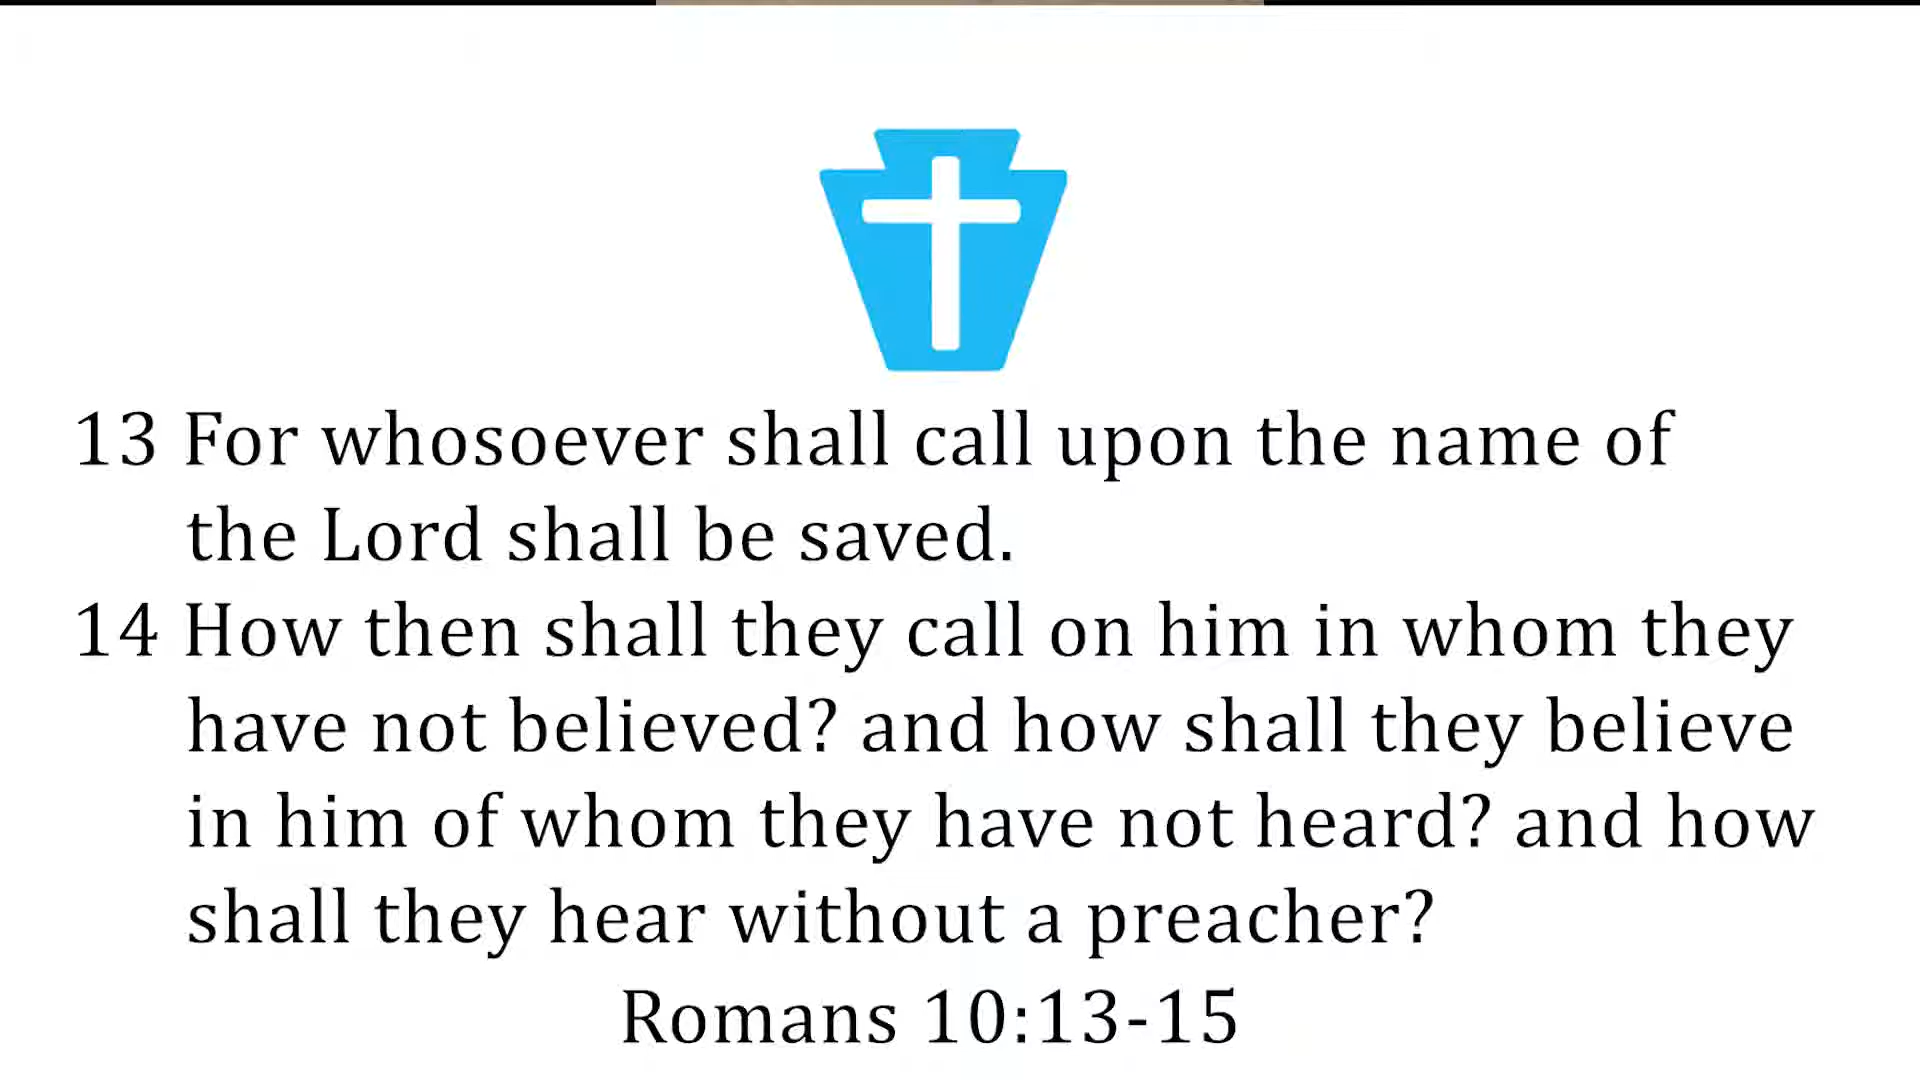 13 For whosoever shall call upon the name of
the Lord shall be saved.
14 How then shall they call on him in whom they
have not believed? and how shall they believe
in him of whom they have not heard? and how
shall they hear without a preacher?
Romans 10:13-15